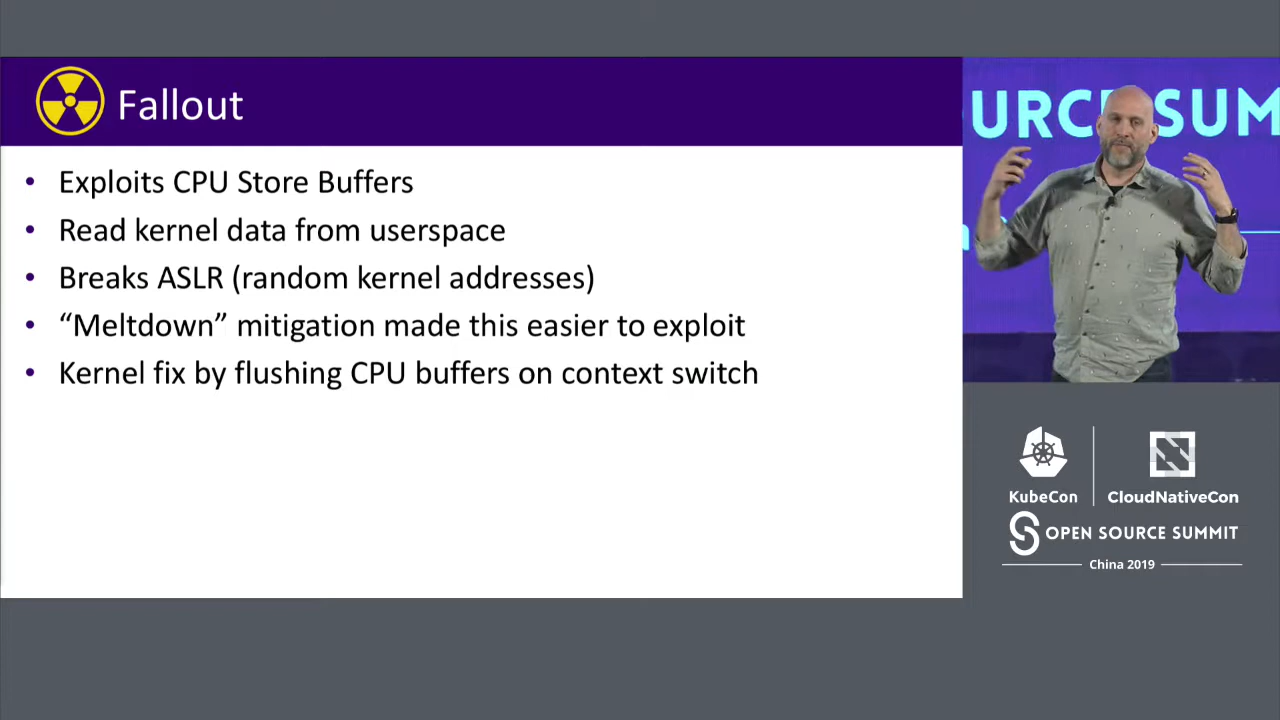 Fallout
• Exploits CPU Store Buffers
• Read kernel data from userspace
• Breaks ASLR (random kernel addresses)
• “Meltdown” mitigation made this easier to exploit
• Kernel fix by flushing CPU buffers on context switch
URCE SUM
KubeCon
CloudNativeCon
OPEN SOURCE SUMMIT
China 2019